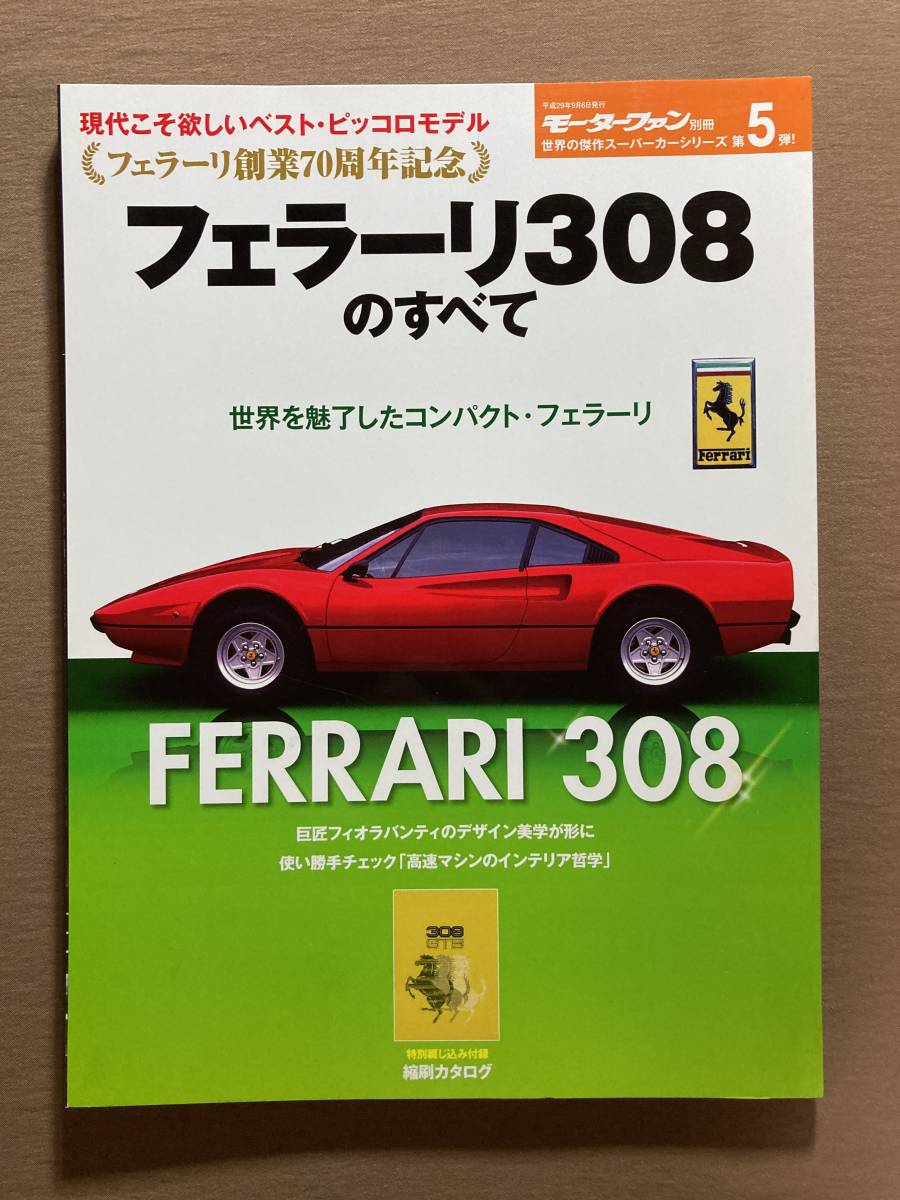 現代こそ欲しいベスト・ピッコロモデル
フェラーリ創業70周年記念
平成29年9月6日発行
モーターファン別冊
世界の傑作スーパーカーシリーズ 第5弾!
フェラーリ308
のすべて
世界を魅了したコンパクト・フェラーリ
Ferrari
FERRARI 308
巨匠フィオラバンティのデザイン美学が形に
使い勝手チェック「高速マシンのインテリア哲学」
308
GTB
特別綴じ込み付録
縮刷カタログ